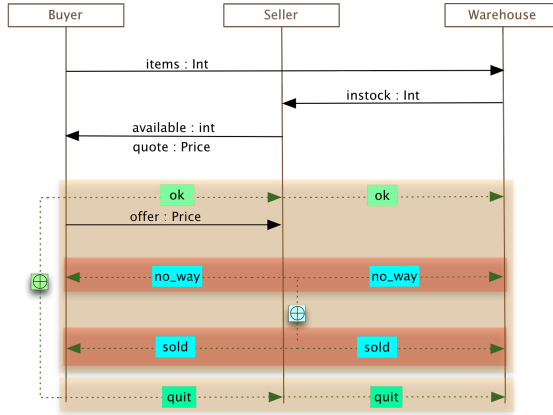 Buyer Seller Warehouse
items : Int
instock : Int
available : int
quote : Price
ok ok
offer : Price
no_way no_way
sold sold
quit quit